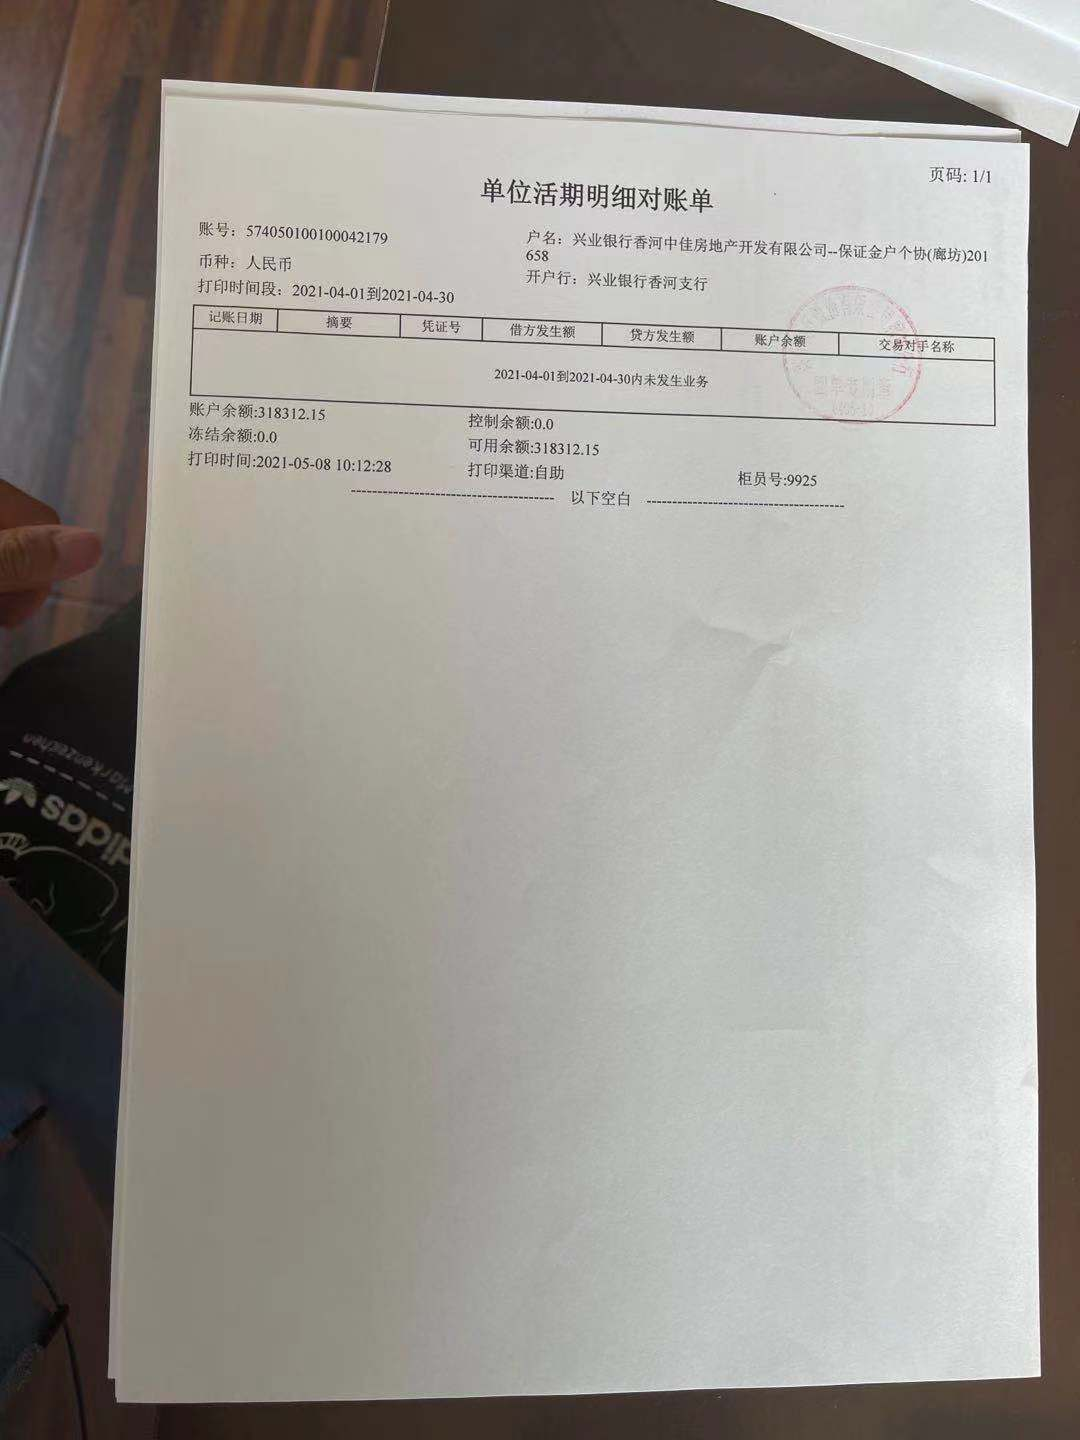 页码: 1/1
单位活期明细对账单
账号：574050100100042179
户名：兴业银行香河中佳房地产开发有限公司--保证金户个协(廊坊)201
658
币种：人民币
开户行：兴业银行香河支行
打印时间段：2021-04-01到2021-04-30
记账日期 摘要 凭证号 借方发生额 贷方发生额 账户余额 交易对手名称
2021-04-01到2021-04-30内未发生业务
账户余额:318312.15 控制余额:0.0
冻结余额:0.0 可用余额:318312.15
打印时间:2021-05-08 10:12:28 打印渠道:自助 柜员号:9925
以下空白
Markenzeichen
adidas